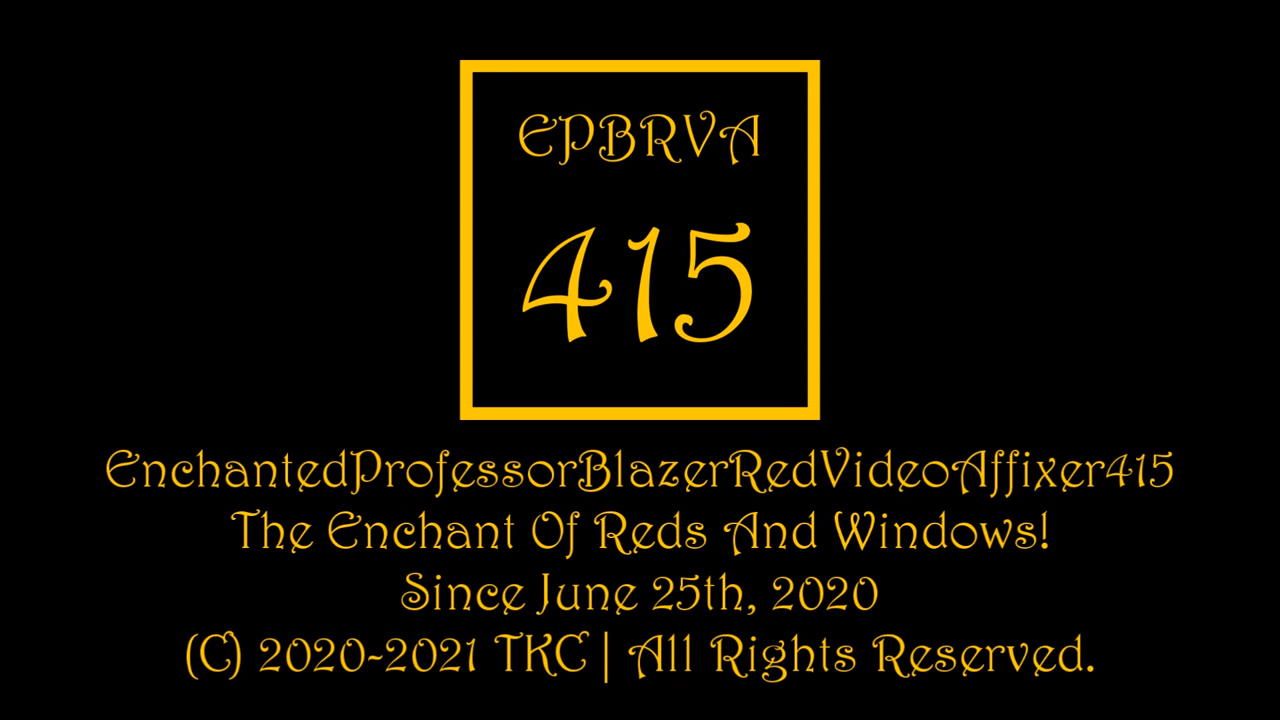 EPBRVA
415
EnchantedProfessorBlazerRedVideoAffixer415
The Enchant Of Reds And Windows!
Since June 25th, 2020
(C) 2020-2021 TKC | All Rights Reserved.